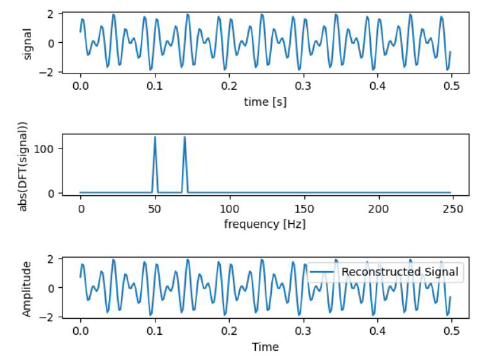 2
0
−2
signal
0.0 0.1 0.2 0.3 0.4 0.5
time [s]
100
0
abs(DFT(signal))
0 50 100 150 200 250
frequency [Hz]
2
0
−2
Amplitude
Reconstructed Signal
0.0 0.1 0.2 0.3 0.4 0.5
Time